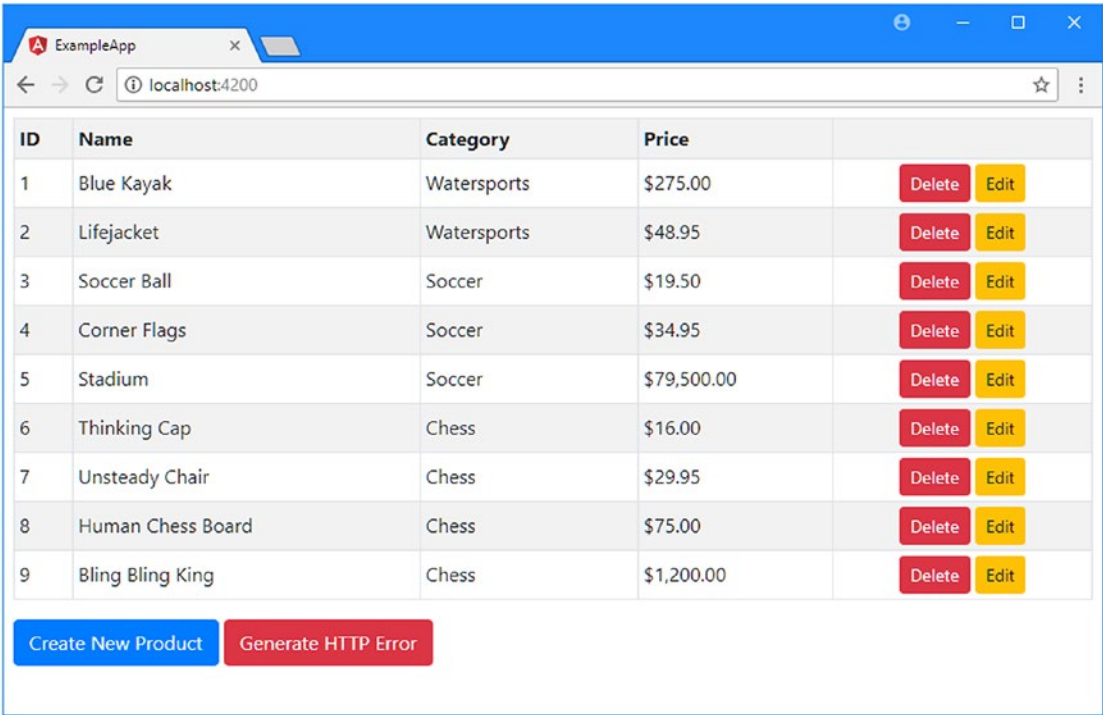 ExampleApp
localhost:4200
ID Name Category Price
1 Blue Kayak Watersports $275.00 Delete Edit
2 Lifejacket Watersports $48.95 Delete Edit
3 Soccer Ball Soccer $19.50 Delete Edit
4 Corner Flags Soccer $34.95 Delete Edit
5 Stadium Soccer $79,500.00 Delete Edit
6 Thinking Cap Chess $16.00 Delete Edit
7 Unsteady Chair Chess $29.95 Delete Edit
8 Human Chess Board Chess $75.00 Delete Edit
9 Bling Bling King Chess $1,200.00 Delete Edit
Create New Product Generate HTTP Error